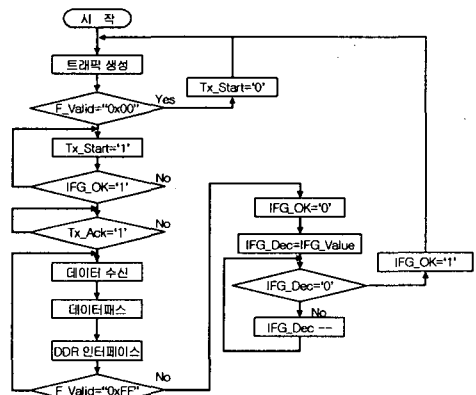 시 작
트래픽 생성
Tx_Start='0'
F_Valid="0x00"
Yes
Tx_Start='1'
IFG_OK='1'
No
Tx_Ack='1'
No
데이터 수신
데이터패스
DDR 인터페이스
F_Valid="0xFF"
No
IFG_OK='0'
IFG_Dec=IFG_Value
IFG_Dec='0'
IFG_OK='1'
No
IFG_Dec --